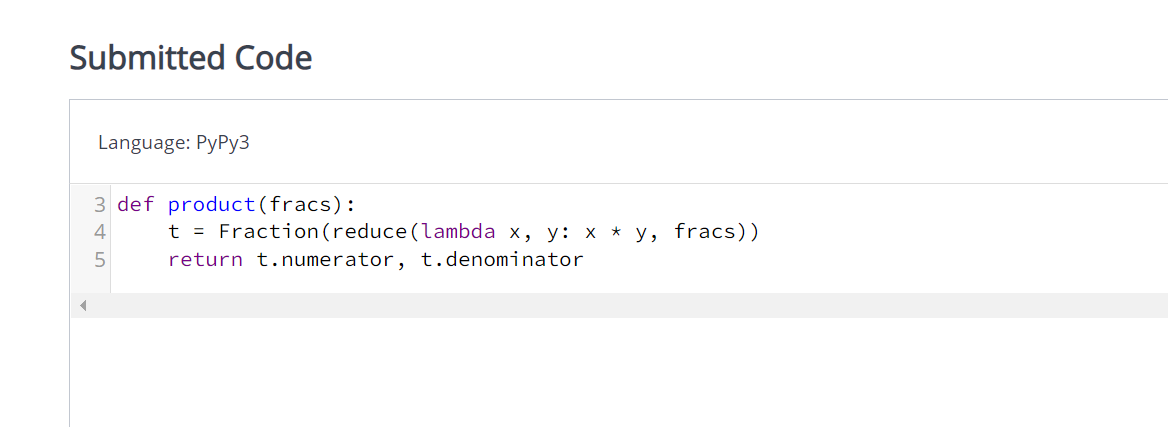 Submitted Code
Language: PyPy3
3 def product(fracs):
4     t = Fraction(reduce(lambda x, y: x * y, fracs))
5     return t.numerator, t.denominator